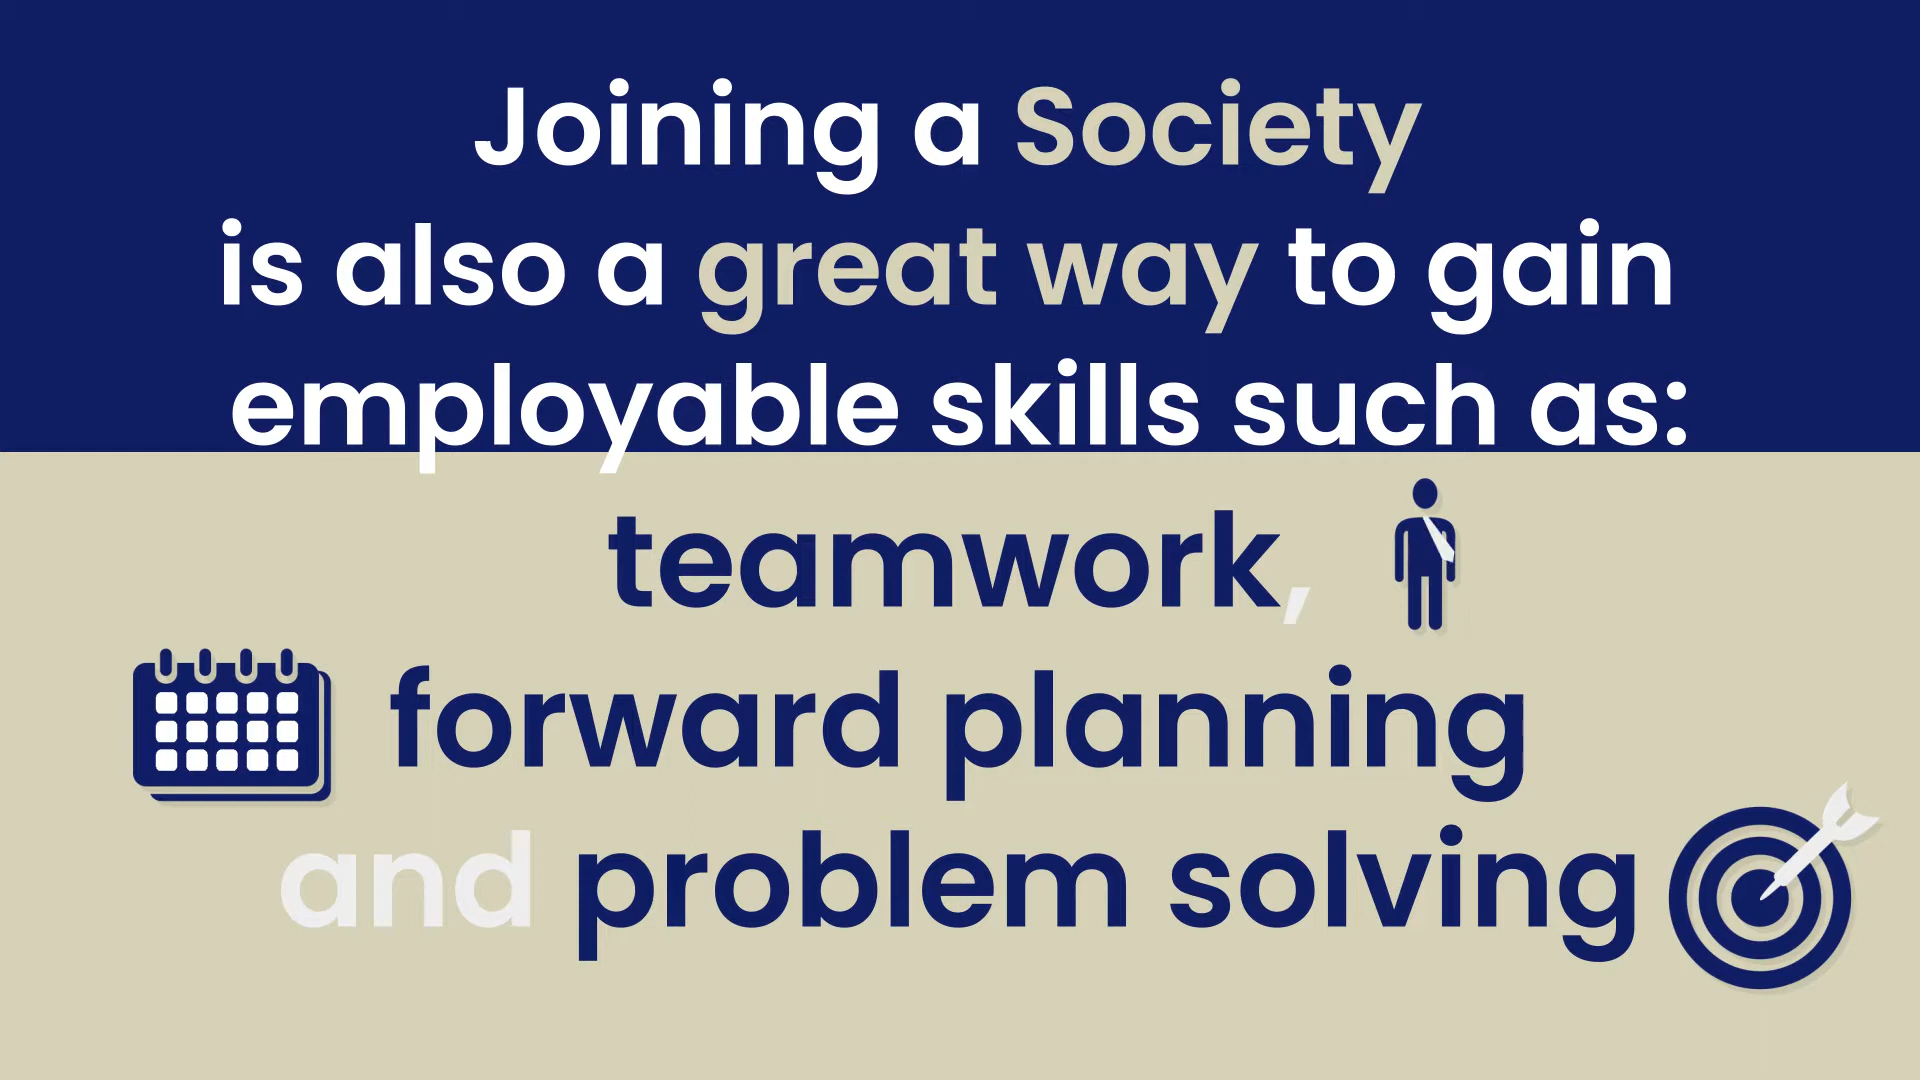 Joining a Society
is also a great way to gain
employable skills such as:
teamwork,
forward planning
and problem solving